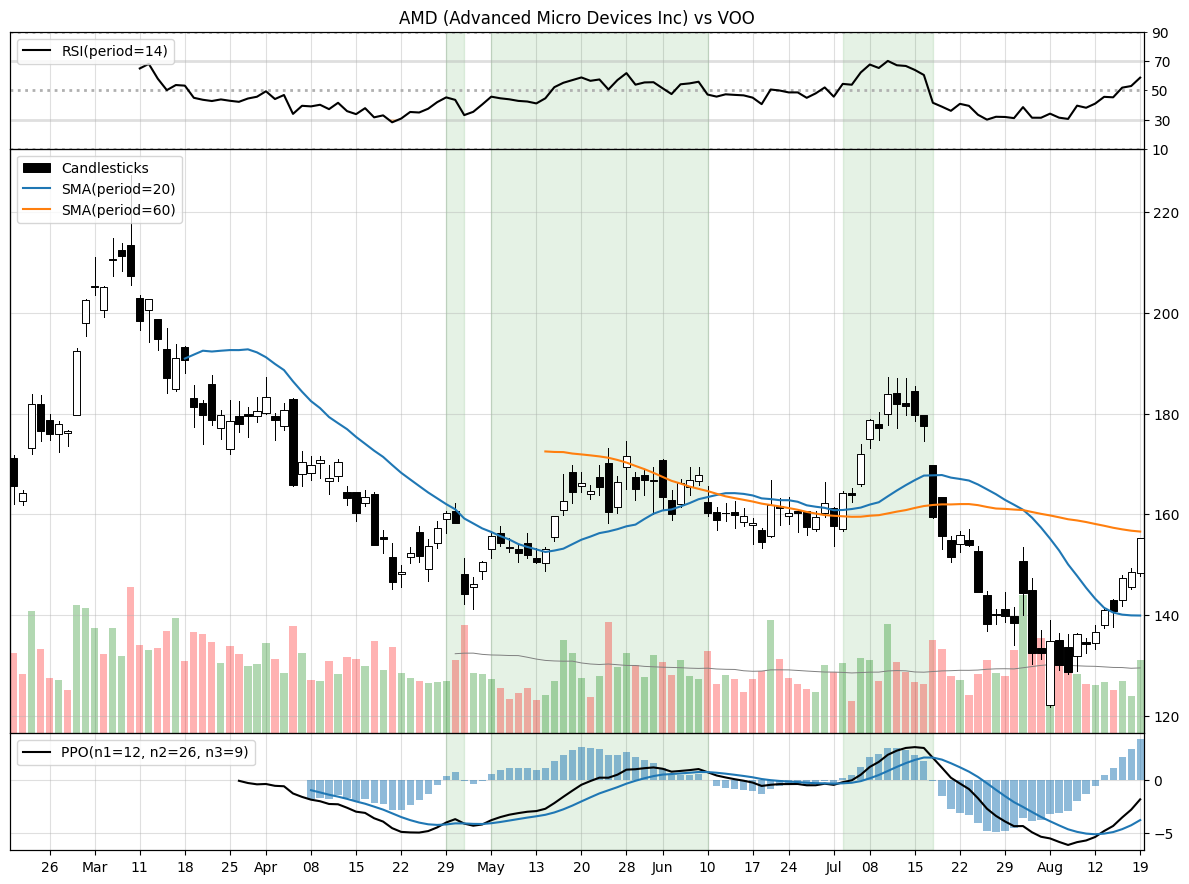 AMD (Advanced Micro Devices Inc) vs VOO
RSI(period=14)
90
70
50
30
10
Candlesticks
SMA(period=20)
SMA(period=60)
220
200
180
160
140
120
PPO(n1=12, n2=26, n3=9)
0
−5
26 Mar 11 18 25 Apr 08 15 22 29 May 13 20 28 Jun 10 17 24 Jul 08 15 22 29 Aug 12 19